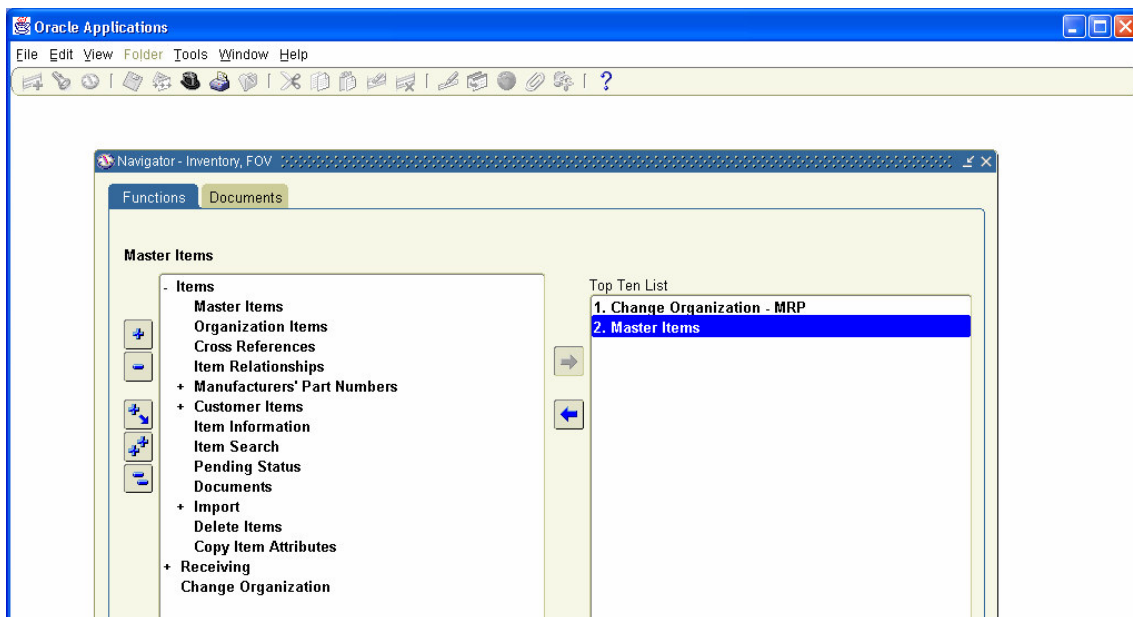 Oracle Applications
File Edit View Folder Tools Window Help
?
Navigator - Inventory, FOV
Functions Documents
Master Items
- Items
Master Items
Organization Items
Cross References
Item Relationships
+ Manufacturers' Part Numbers
+ Customer Items
Item Information
Item Search
Pending Status
Documents
+ Import
Delete Items
Copy Item Attributes
+ Receiving
Change Organization
Top Ten List
1. Change Organization - MRP
2. Master Items